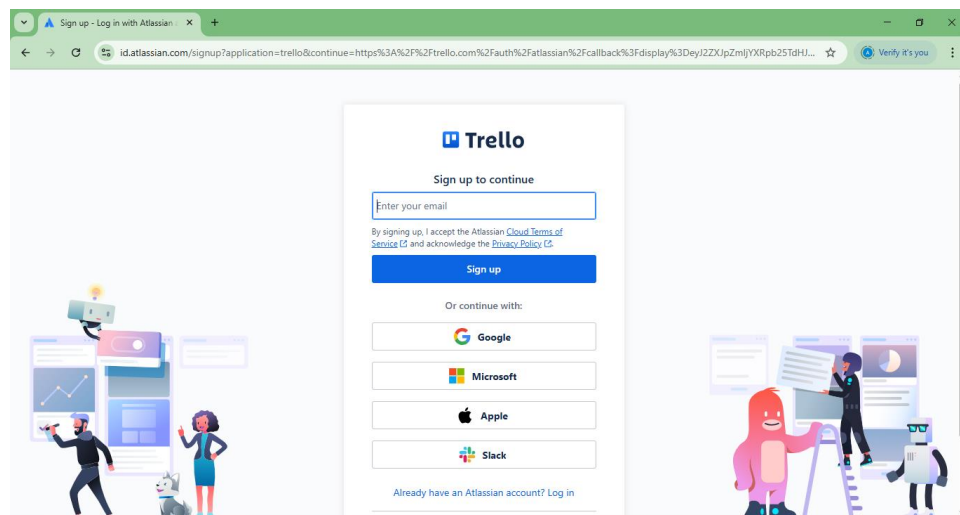 Sign up - Log in with Atlassian
id.atlassian.com/signup?application=trello&continue=https%3A%2F%2Ftrello.com%2Fauth%2Fatlassian%2Fcallback%3Fdisplay%3DeyJ2ZXJpZmljYXRpb25TdHJ...
Verify it's you
Trello
Sign up to continue
Enter your email
By signing up, I accept the Atlassian Cloud Terms of
Service and acknowledge the Privacy Policy.
Sign up
Or continue with:
Google
Microsoft
Apple
Slack
Already have an Atlassian account? Log in